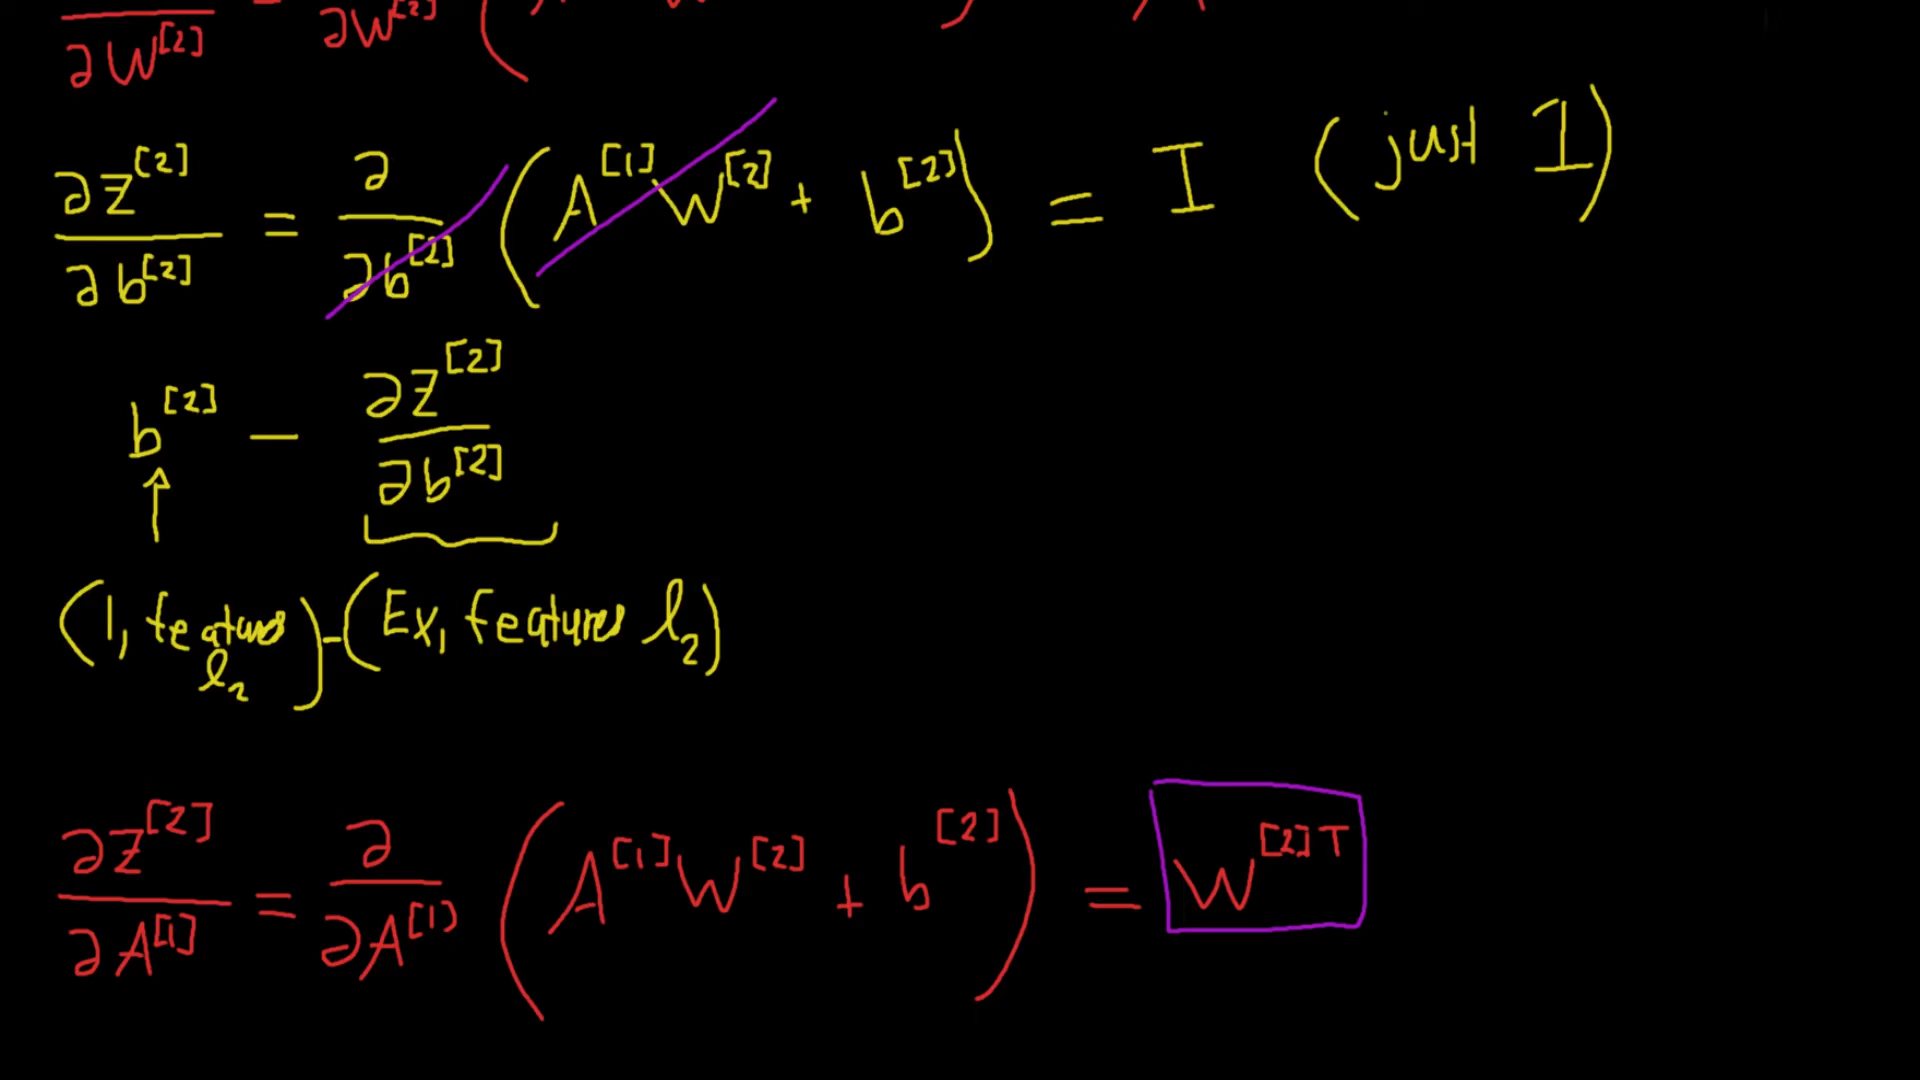 ∂W^[2] ∂W^[2] (
∂Z^[2] / ∂b^[2] = ∂ / ∂b^[2] (A^[1] W^[2] + b^[2]) = I (just 1)
b^[2] − ∂Z^[2] / ∂b^[2]
(1, features l₂) - (Ex, features l₂)
∂Z^[2] / ∂A^[1] = ∂ / ∂A^[1] (A^[1] W^[2] + b^[2]) = W^[2]T